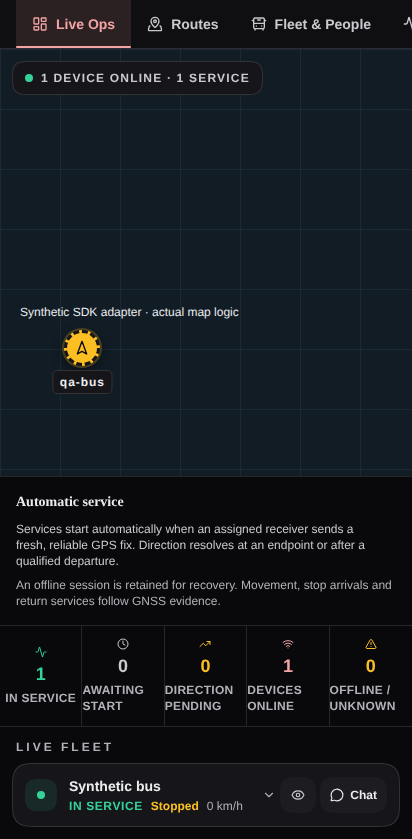 Live Ops Routes Fleet & People
1 DEVICE ONLINE · 1 SERVICE
Synthetic SDK adapter · actual map logic
qa-bus
Automatic service
Services start automatically when an assigned receiver sends a
fresh, reliable GPS fix. Direction resolves at an endpoint or after a
qualified departure.
An offline session is retained for recovery. Movement, stop arrivals and
return services follow GNSS evidence.
1
IN SERVICE
0
AWAITING
START
0
DIRECTION
PENDING
1
DEVICES
ONLINE
0
OFFLINE /
UNKNOWN
LIVE FLEET
Synthetic bus
IN SERVICE Stopped 0 km/h
Chat